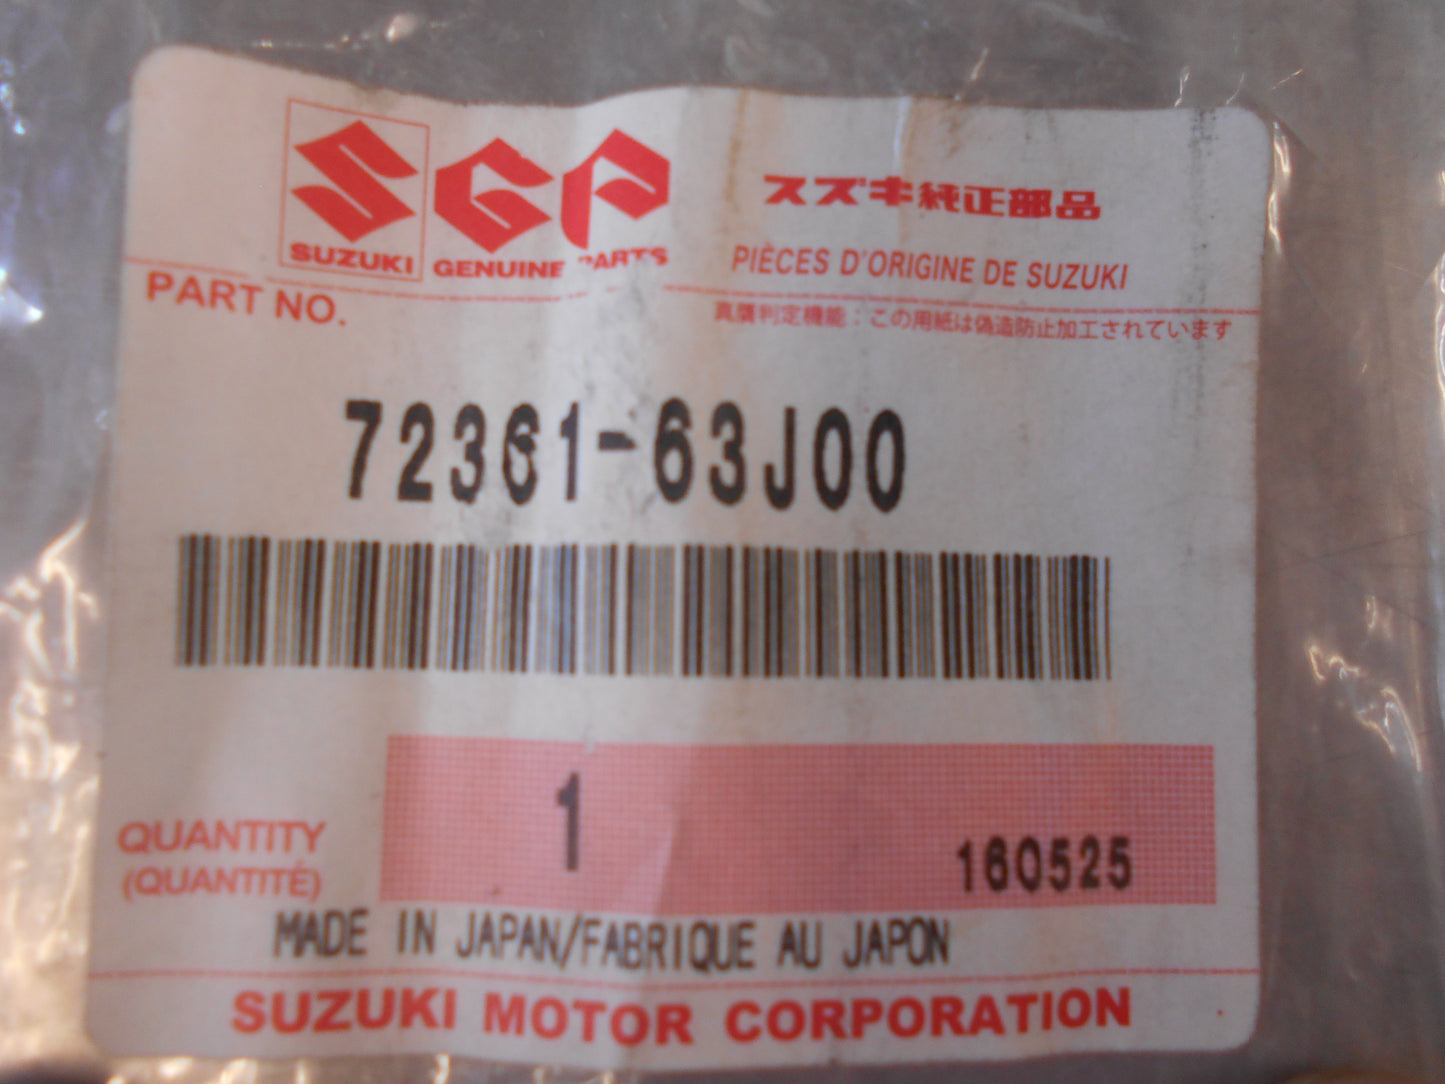 SUZUKI
SGP
GENUINE PARTS
スズキ純正部品
PIÈCES D'ORIGINE DE SUZUKI
PART NO.
真贋判定機能：この用紙は偽造防止加工されています
72361-63J00
QUANTITY
(QUANTITÉ)
1
160525
MADE IN JAPAN/FABRIQUE AU JAPON
SUZUKI MOTOR CORPORATION